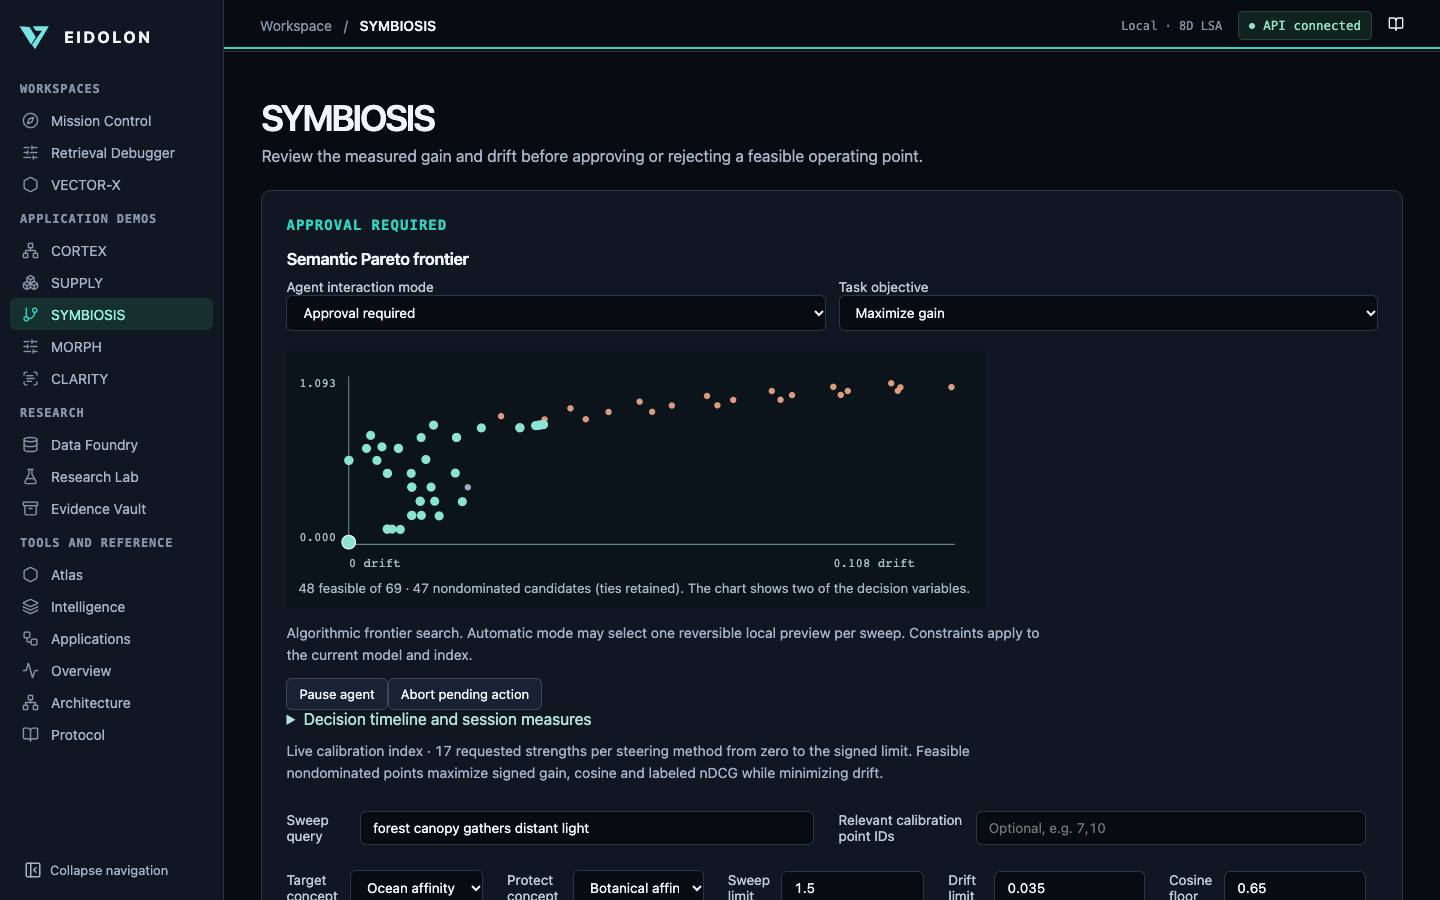 EIDOLON
Workspace / SYMBIOSIS
Local · 8D LSA
API connected
WORKSPACES
Mission Control
Retrieval Debugger
VECTOR-X
APPLICATION DEMOS
CORTEX
SUPPLY
SYMBIOSIS
MORPH
CLARITY
RESEARCH
Data Foundry
Research Lab
Evidence Vault
TOOLS AND REFERENCE
Atlas
Intelligence
Applications
Overview
Architecture
Protocol
Collapse navigation
SYMBIOSIS
Review the measured gain and drift before approving or rejecting a feasible operating point.
APPROVAL REQUIRED
Semantic Pareto frontier
Agent interaction mode
Approval required
Task objective
Maximize gain
1.093
0.000
0 drift
0.108 drift
48 feasible of 69 · 47 nondominated candidates (ties retained). The chart shows two of the decision variables.
Algorithmic frontier search. Automatic mode may select one reversible local preview per sweep. Constraints apply to
the current model and index.
Pause agent
Abort pending action
Decision timeline and session measures
Live calibration index · 17 requested strengths per steering method from zero to the signed limit. Feasible
nondominated points maximize signed gain, cosine and labeled nDCG while minimizing drift.
Sweep
query
forest canopy gathers distant light
Relevant calibration
point IDs
Optional, e.g. 7,10
Target
concept
Ocean affinity
Protect
concept
Botanical affin
Sweep
limit
1.5
Drift
limit
0.035
Cosine
floor
0.65